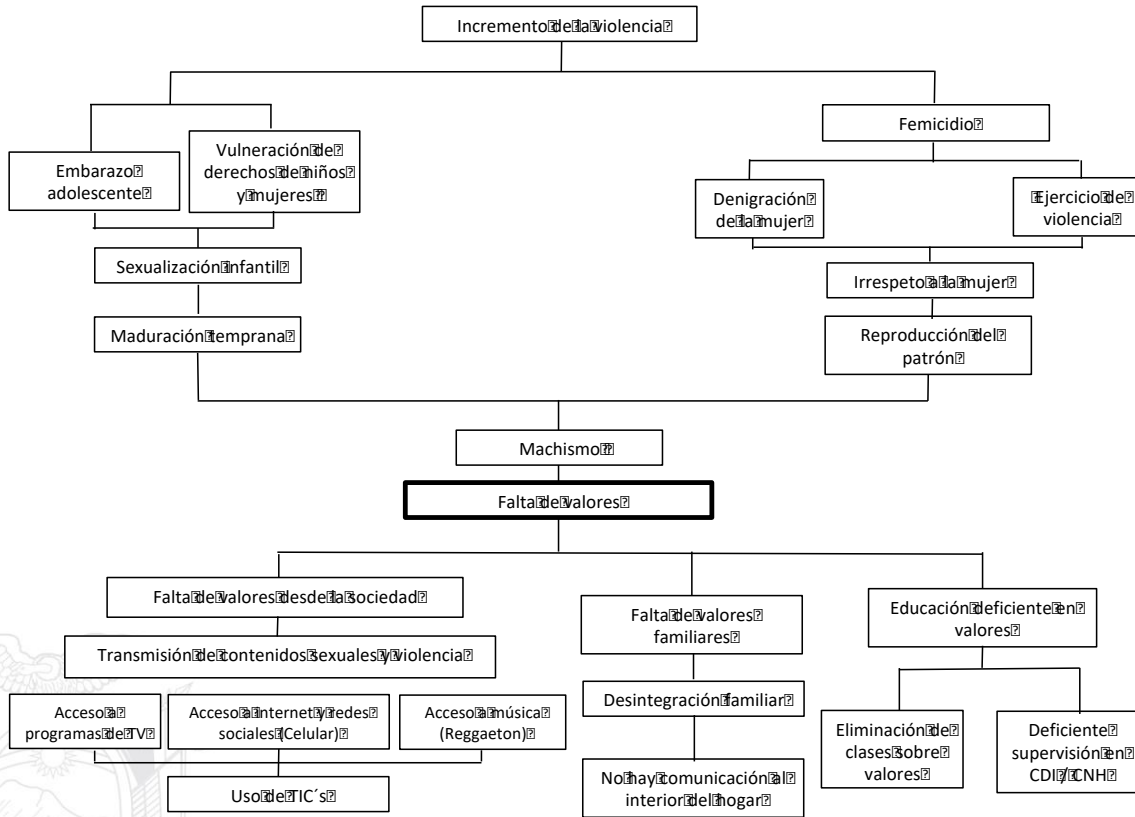 Incremento de la violencia
Femicidio
Embarazo
adolescente
Vulneración de
derechos de niños
y mujeres
Denigración
de la mujer
Ejercicio de
violencia
Sexualización infantil
Irrespeto a la mujer
Maduración temprana
Reproducción del
patrón
Machismo
Falta de valores
Falta de valores desde la sociedad
Falta de valores
familiares
Educación deficiente en
valores
Transmisión de contenidos sexuales y violencia
Acceso a
programas de TV
Acceso a internet y redes
sociales (Celular)
Acceso a música
(Reggaeton)
Desintegración familiar
Eliminación de
clases sobre
valores
Deficiente
supervisión en
CDI / CNH
Uso de TIC´s
No hay comunicación al
interior del hogar